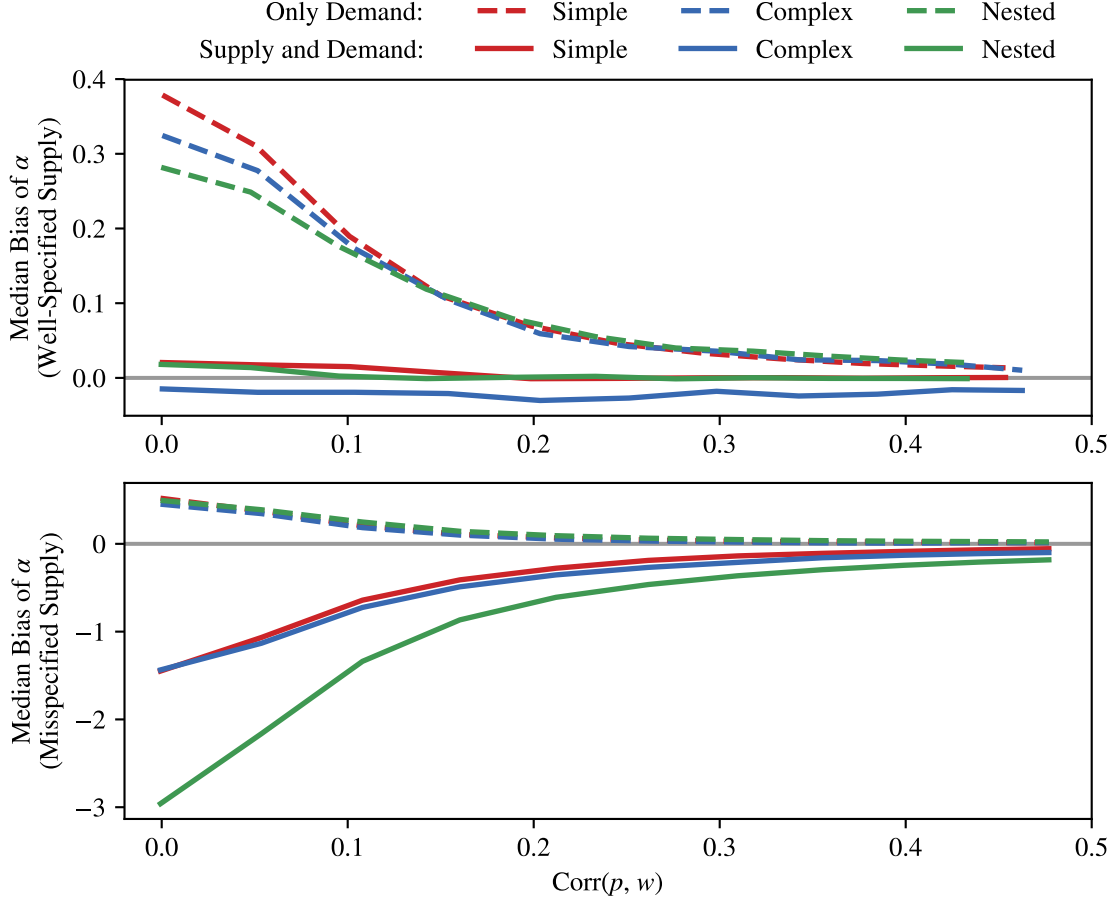 Only Demand: Simple Complex Nested
Supply and Demand: Simple Complex Nested
Median Bias of α
(Well-Specified Supply)
0.4
0.3
0.2
0.1
0.0
0.0 0.1 0.2 0.3 0.4 0.5
Median Bias of α
(Misspecified Supply)
0
−1
−2
−3
0.0 0.1 0.2 0.3 0.4 0.5
Corr(p, w)